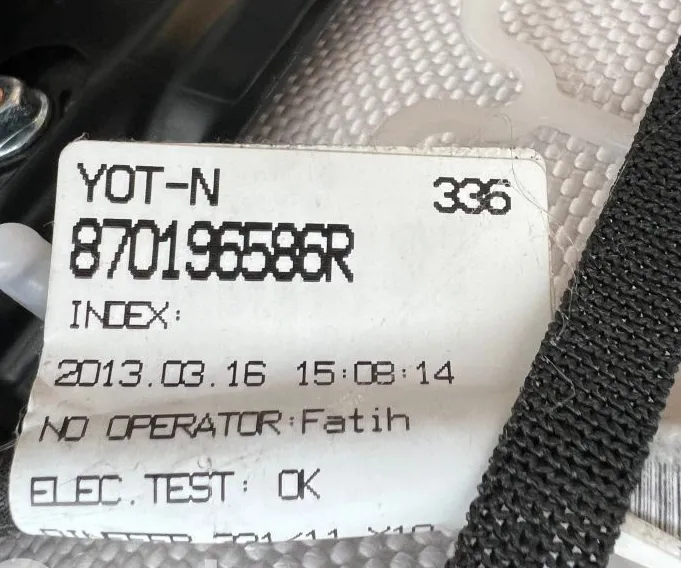 YOT-N 336
870196586R
INDEX:
2013.03.16 15:08:14
NO OPERATOR:Fatih
ELEC.TEST: OK